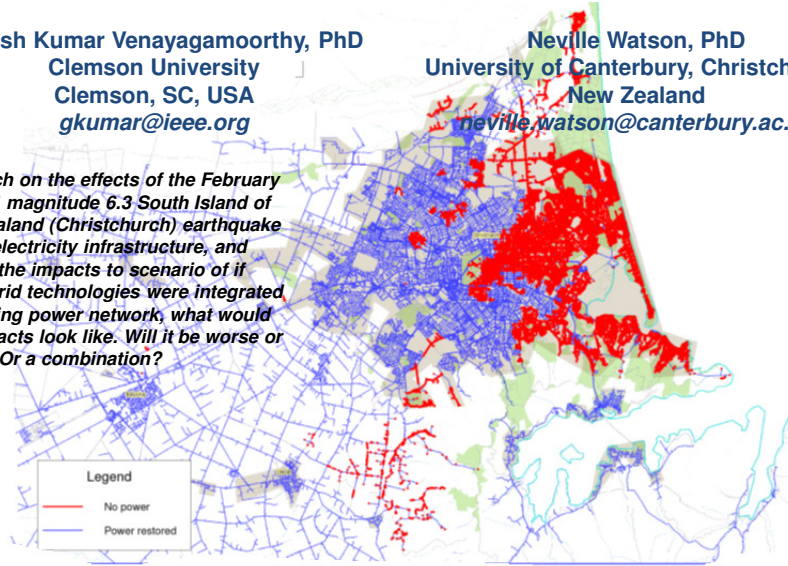 sh Kumar Venayagamoorthy, PhD
Clemson University
Clemson, SC, USA
gkumar@ieee.org
Neville Watson, PhD
University of Canterbury, Christch
New Zealand
neville.watson@canterbury.ac.
ch on the effects of the February
magnitude 6.3 South Island of
aland (Christchurch) earthquake
electricity infrastructure, and
the impacts to scenario of if
rid technologies were integrated
ing power network, what would
acts look like. Will it be worse or
Or a combination?
Legend
No power
Power restored